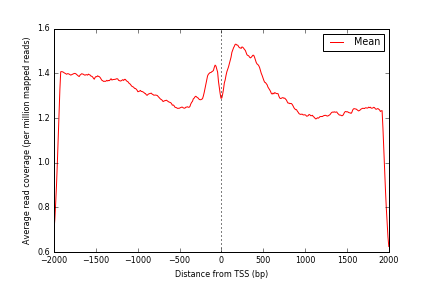 1.6
1.4
1.2
1.0
0.8
0.6
−2000 −1500 −1000 −500 0 500 1000 1500 2000
Distance from TSS (bp)
Average read coverage (per million mapped reads)
Mean